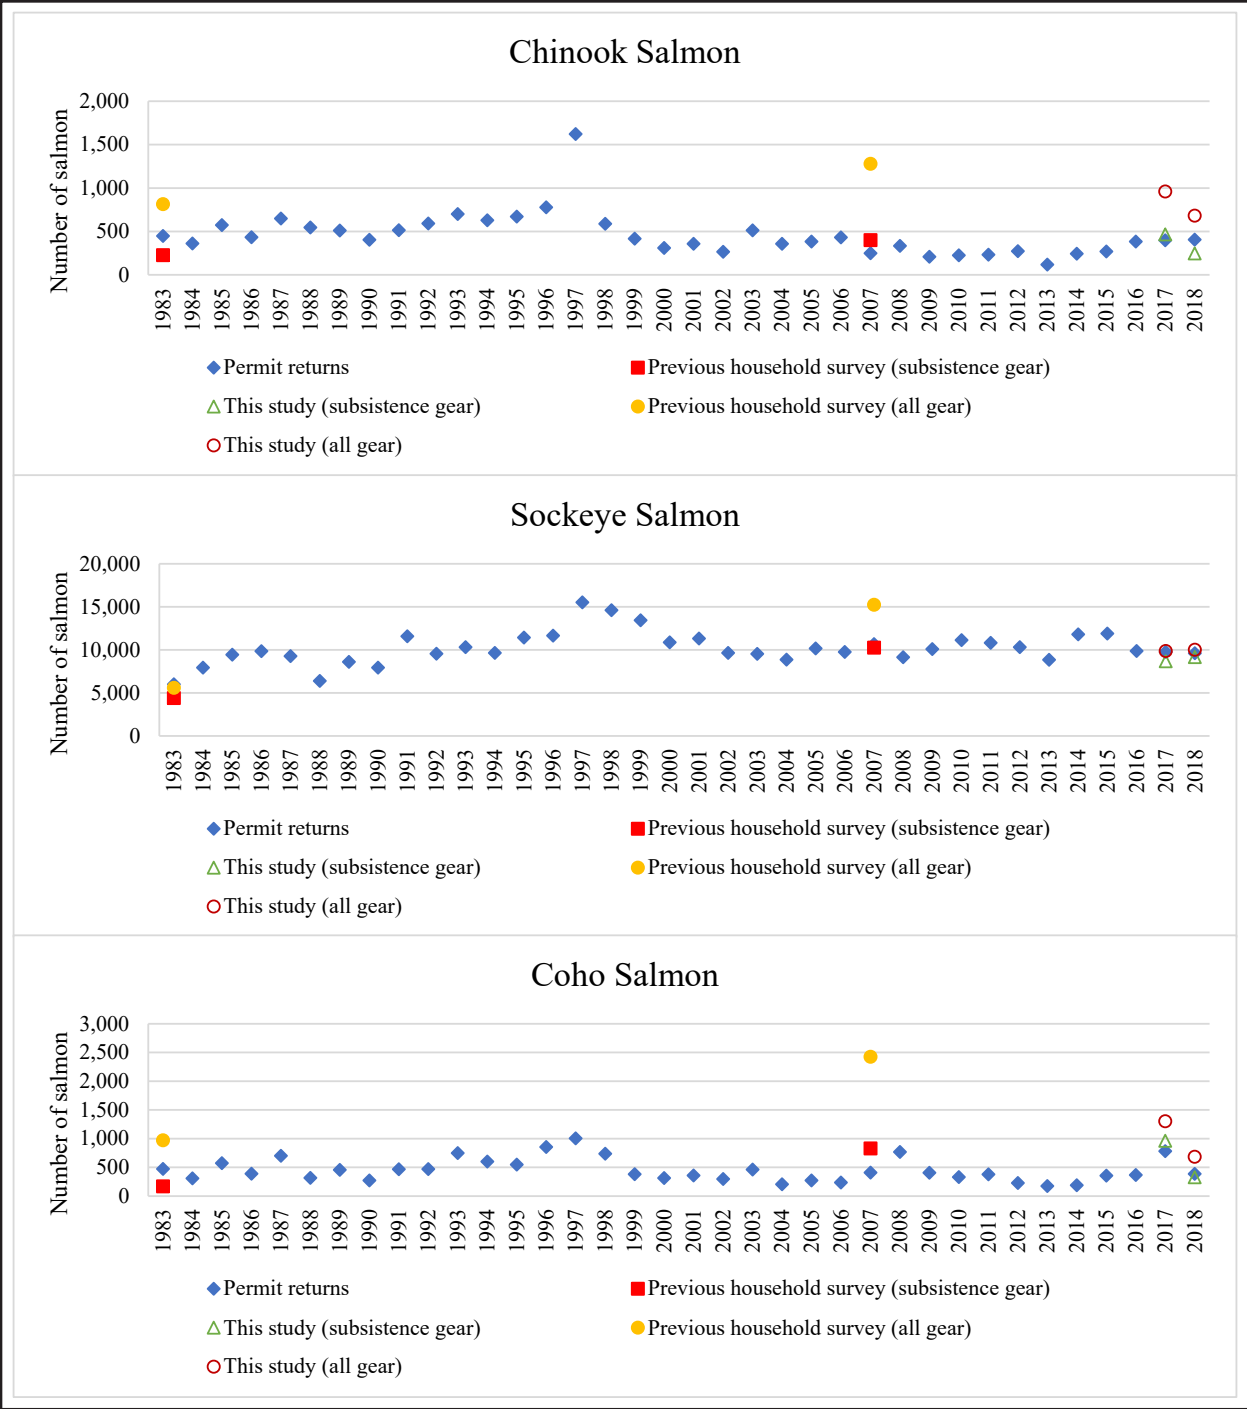 Chinook Salmon
Number of salmon
2,000
1,500
1,000
500
0
1983 1984 1985 1986 1987 1988 1989 1990 1991 1992 1993 1994 1995 1996 1997 1998 1999 2000 2001 2002 2003 2004 2005 2006 2007 2008 2009 2010 2011 2012 2013 2014 2015 2016 2017 2018
Permit returns Previous household survey (subsistence gear)
This study (subsistence gear) Previous household survey (all gear)
This study (all gear)
Sockeye Salmon
Number of salmon
20,000
15,000
10,000
5,000
0
1983 1984 1985 1986 1987 1988 1989 1990 1991 1992 1993 1994 1995 1996 1997 1998 1999 2000 2001 2002 2003 2004 2005 2006 2007 2008 2009 2010 2011 2012 2013 2014 2015 2016 2017 2018
Permit returns Previous household survey (subsistence gear)
This study (subsistence gear) Previous household survey (all gear)
This study (all gear)
Coho Salmon
Number of salmon
3,000
2,500
2,000
1,500
1,000
500
0
1983 1984 1985 1986 1987 1988 1989 1990 1991 1992 1993 1994 1995 1996 1997 1998 1999 2000 2001 2002 2003 2004 2005 2006 2007 2008 2009 2010 2011 2012 2013 2014 2015 2016 2017 2018
Permit returns Previous household survey (subsistence gear)
This study (subsistence gear) Previous household survey (all gear)
This study (all gear)